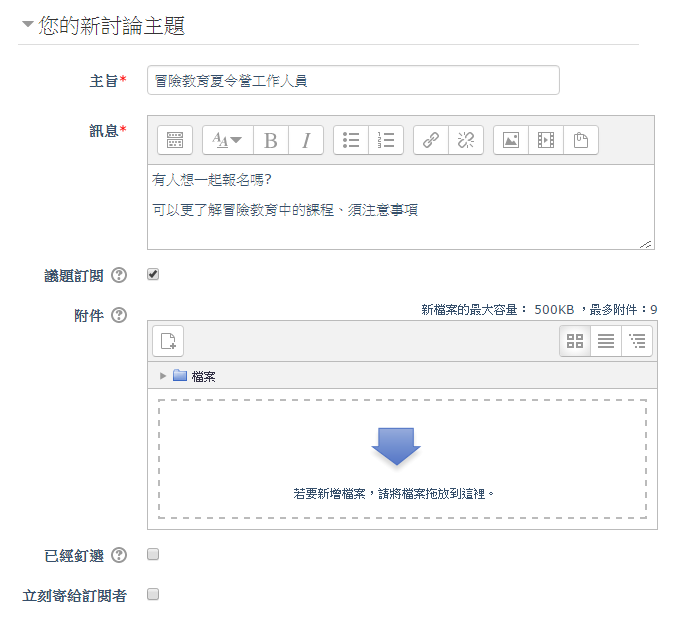 您的新討論主題
主旨*
冒險教育夏令營工作人員
訊息*
有人想一起報名嗎?
可以更了解冒險教育中的課程、須注意事項
議題訂閱
附件
新檔案的最大容量： 500KB ，最多附件：9
檔案
若要新增檔案，請將檔案拖放到這裡。
已經釘選
立刻寄給訂閱者